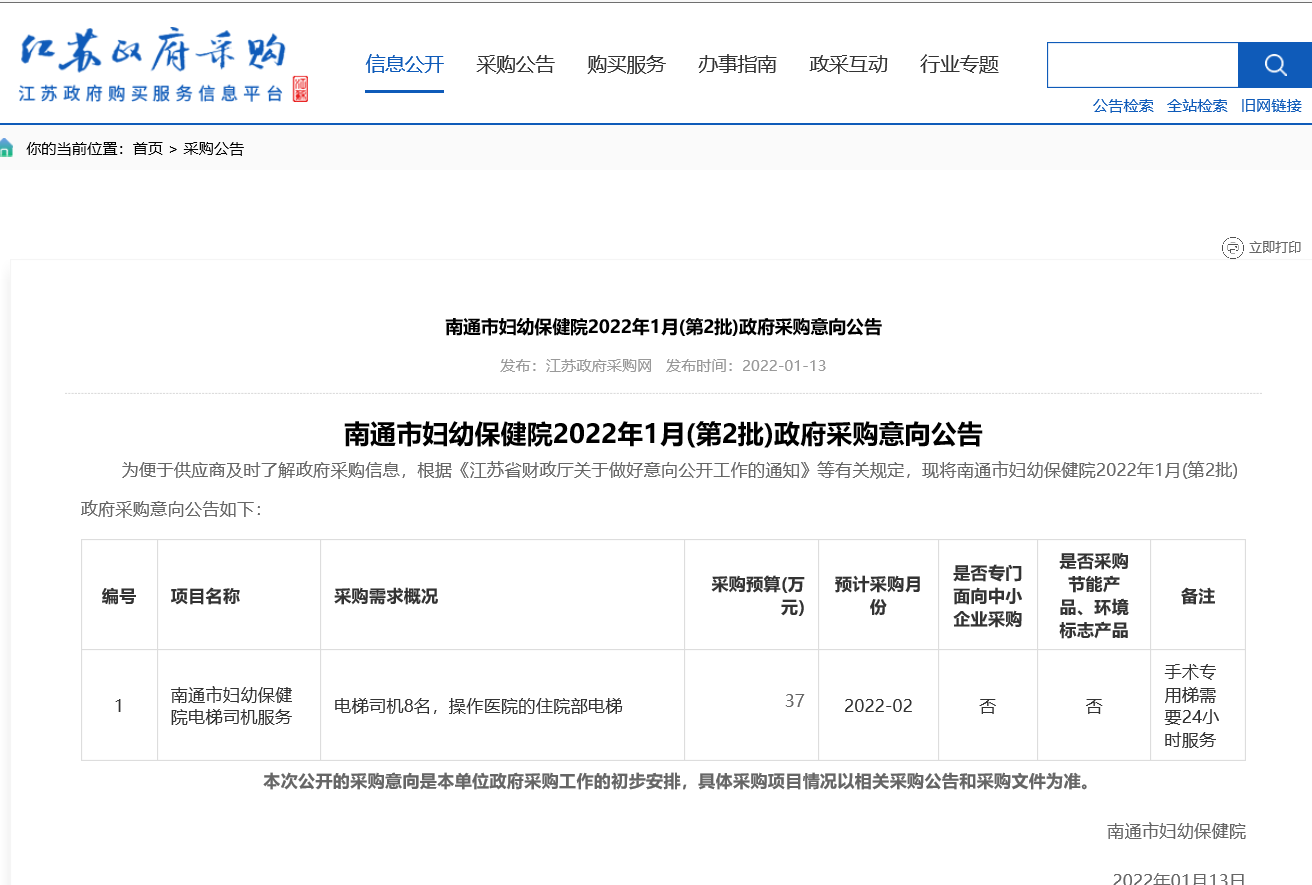 江苏政府采购
江苏政府购买服务信息平台
信息公开 采购公告 购买服务 办事指南 政采互动 行业专题
公告检索 全站检索 旧网链接
你的当前位置：首页 > 采购公告
立即打印
南通市妇幼保健院2022年1月(第2批)政府采购意向公告
发布：江苏政府采购网 发布时间：2022-01-13
南通市妇幼保健院2022年1月(第2批)政府采购意向公告
为便于供应商及时了解政府采购信息，根据《江苏省财政厅关于做好意向公开工作的通知》等有关规定，现将南通市妇幼保健院2022年1月(第2批)
政府采购意向公告如下：
编号
项目名称
采购需求概况
采购预算(万
元)
预计采购月
份
是否专门
面向中小
企业采购
是否采购
节能产
品、环境
标志产品
备注
1
南通市妇幼保健
院电梯司机服务
电梯司机8名，操作医院的住院部电梯
37
2022-02
否
否
手术专
用梯需
要24小
时服务
本次公开的采购意向是本单位政府采购工作的初步安排，具体采购项目情况以相关采购公告和采购文件为准。
南通市妇幼保健院
2022年01月13日